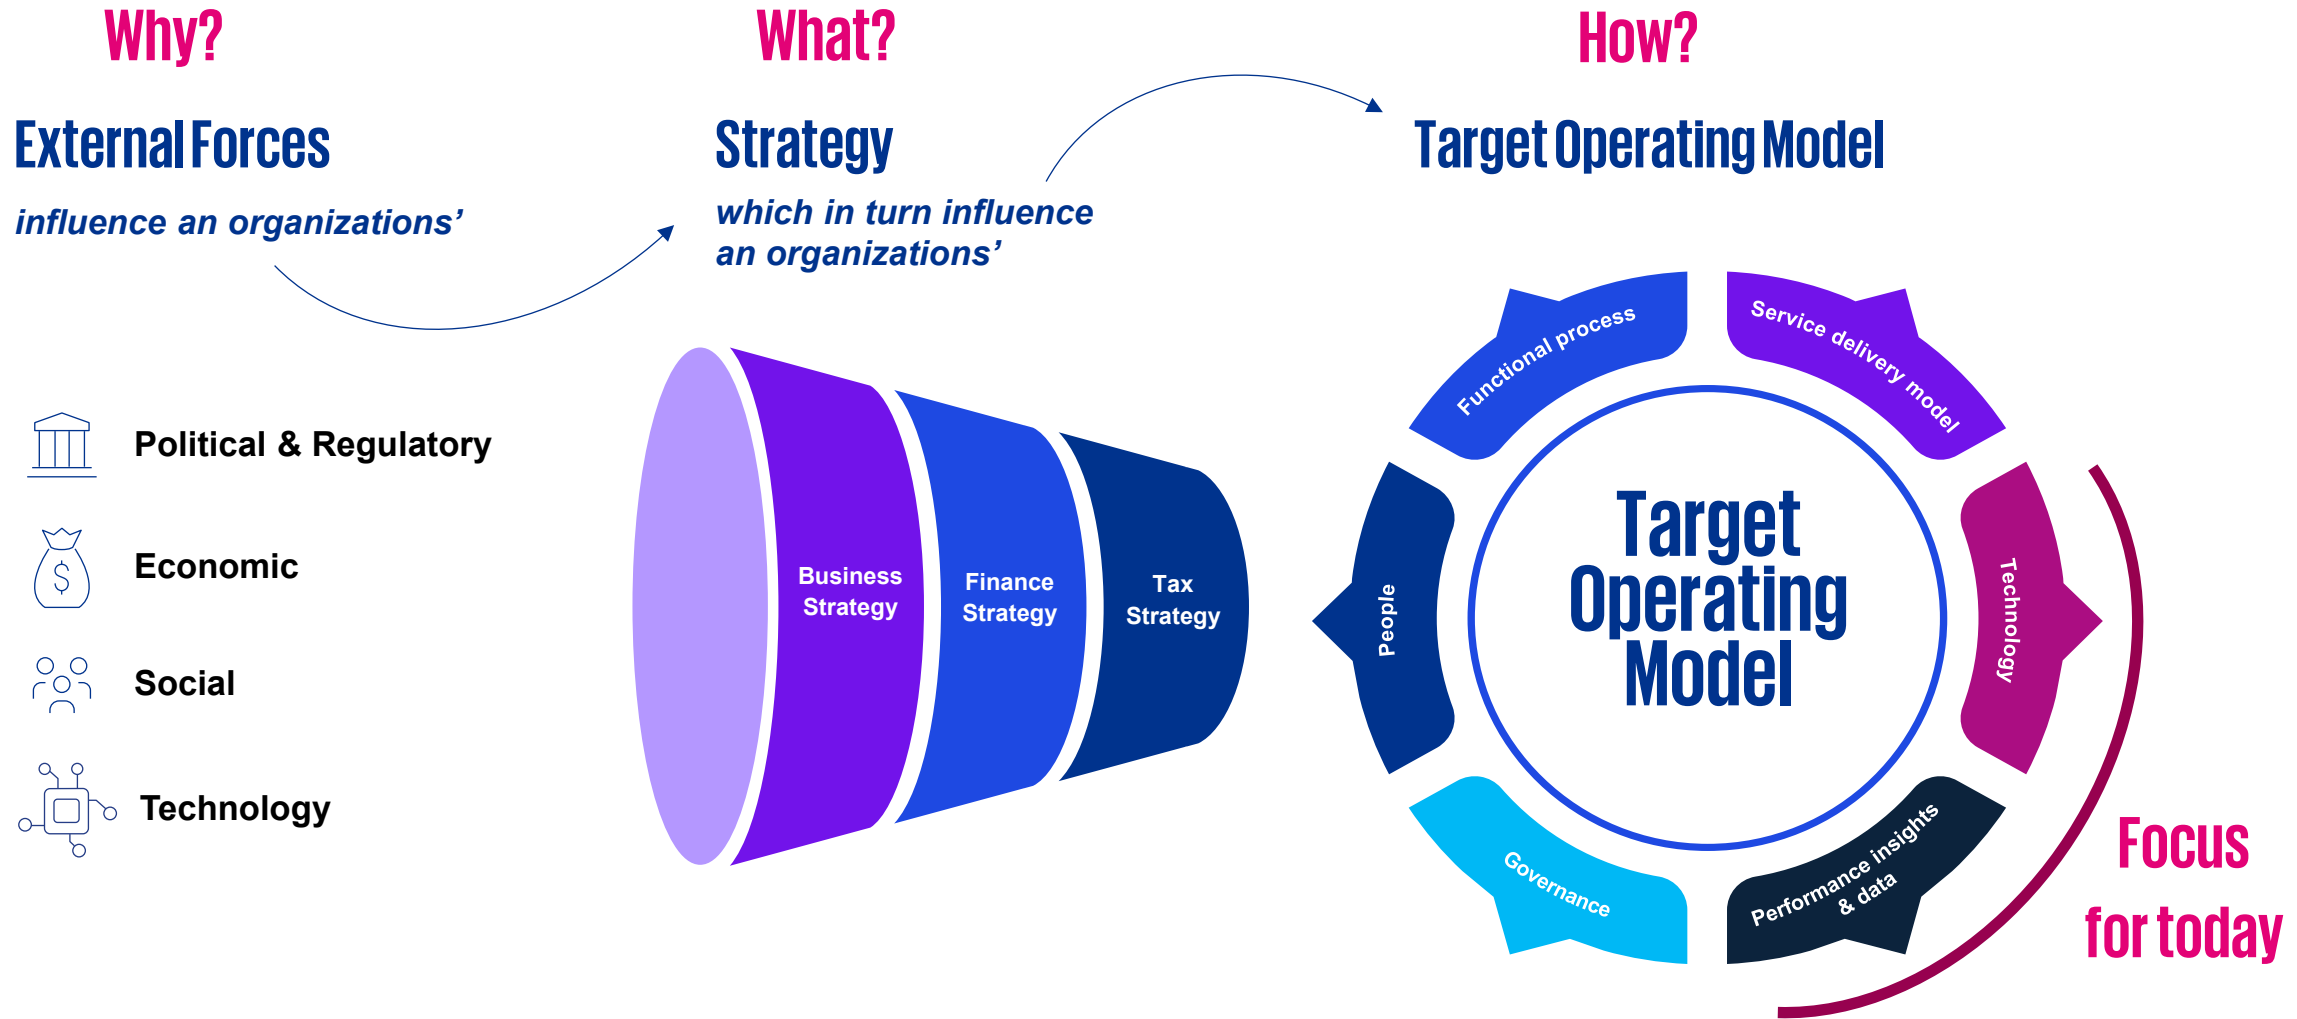 Why?
External Forces
influence an organizations’
Political & Regulatory
Economic
Social
Technology
What?
Strategy
which in turn influence
an organizations’
Business
Strategy
Finance
Strategy
Tax
Strategy
How?
Target Operating Model
Functional process
Service delivery model
People
Technology
Governance
Performance insights
& data
Target
Operating
Model
Focus
for today